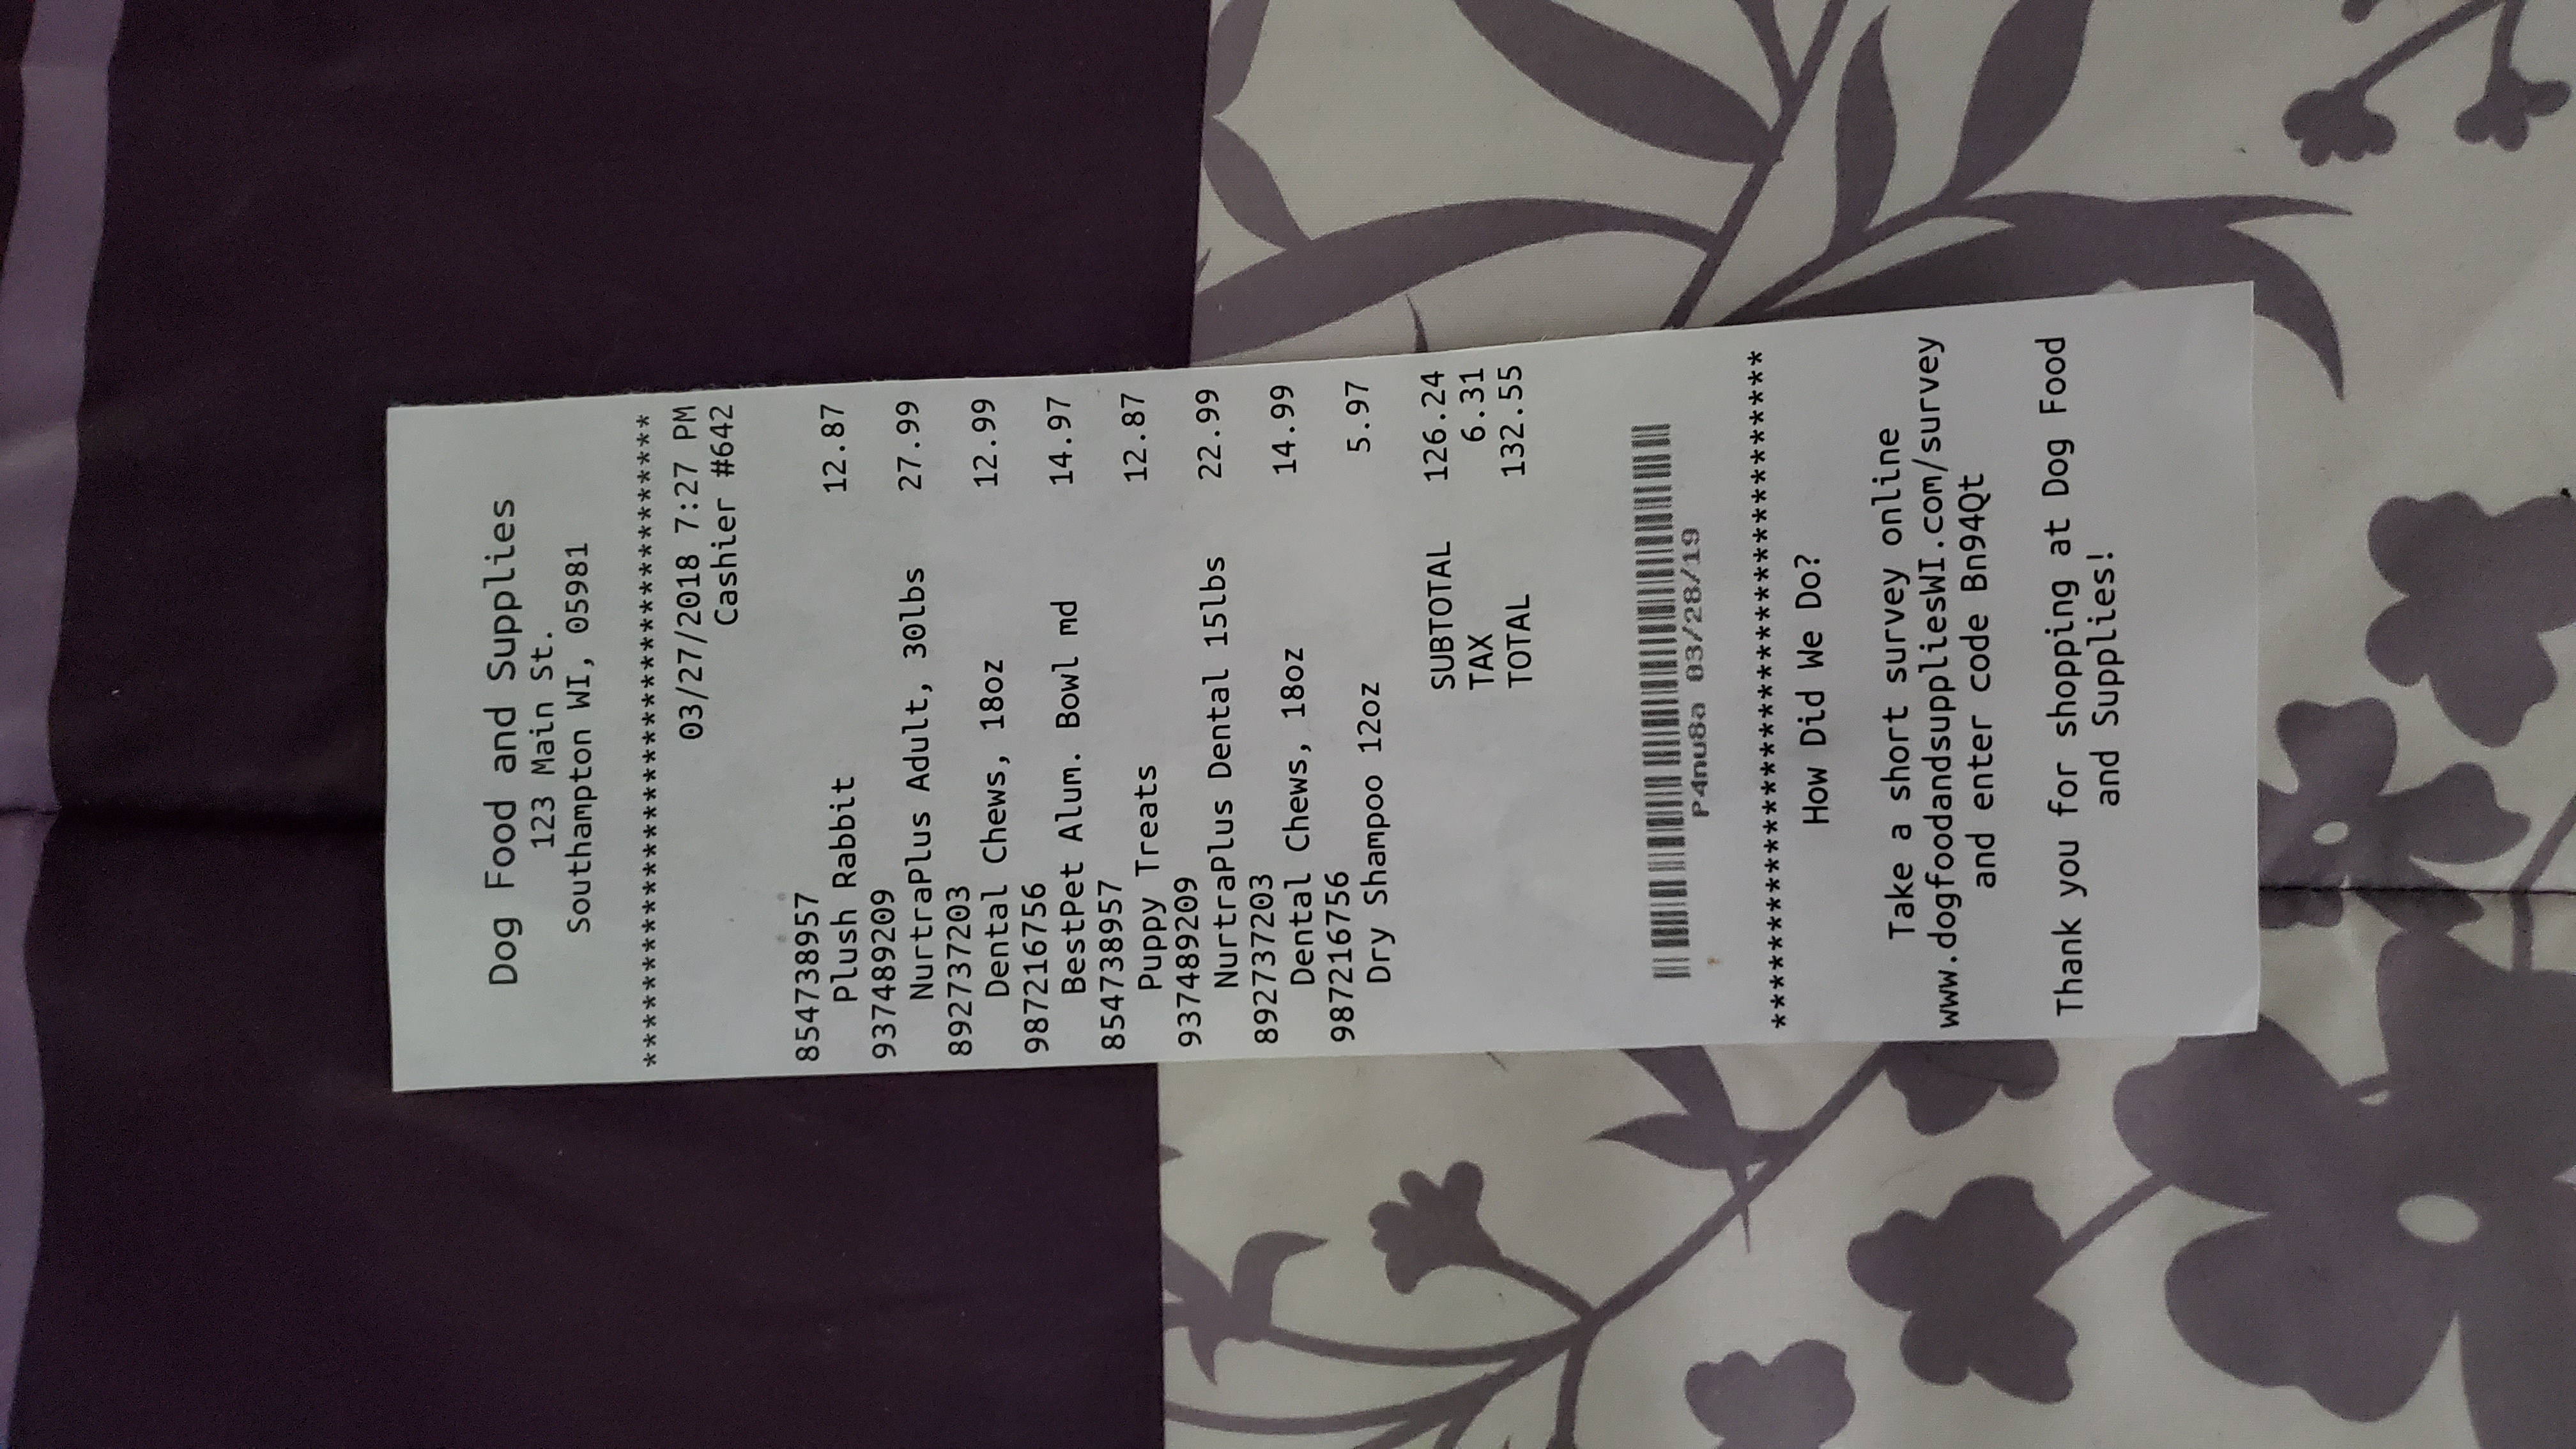 Dog Food and Supplies
123 Main St.
Southampton WI, 05981
***********************************
03/27/2018 7:27 PM
Cashier #642
854738957
Plush Rabbit 12.87
937489209
NurtraPlus Adult, 30lbs 27.99
892737203
Dental Chews, 18oz 12.99
987216756
BestPet Alum. Bowl md 14.97
854738957
Puppy Treats 12.87
937489209
NurtraPlus Dental 15lbs 22.99
892737203
Dental Chews, 18oz 14.99
987216756
Dry Shampoo 12oz 5.97
SUBTOTAL 126.24
TAX 6.31
TOTAL 132.55
P4nu8a 03/28/19
***********************************
How Did We Do?
Take a short survey online
www.dogfoodandsuppliesWI.com/survey
and enter code Bn94Qt
Thank you for shopping at Dog Food
and Supplies!